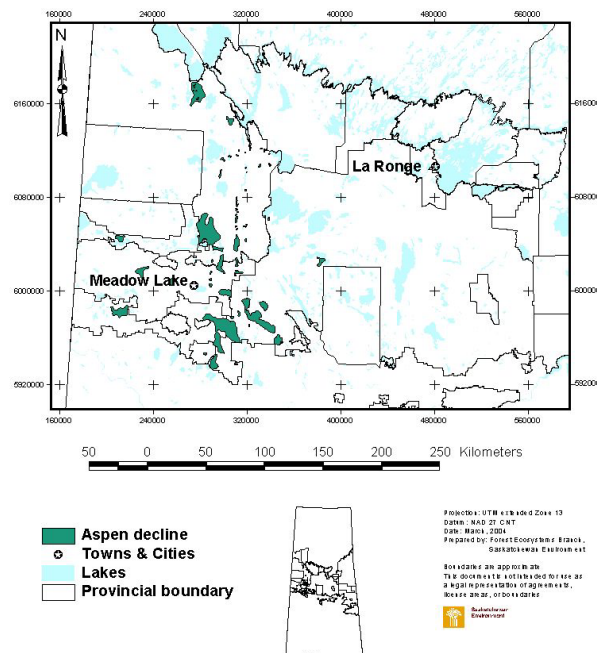 160000 240000 320000 400000 480000 560000
N
6160000 6160000
La Ronge
6080000 6080000
Meadow Lake
6000000 6000000
5920000 5920000
160000 240000 320000 400000 480000 560000
50 0 50 100 150 200 250 Kilometers
Aspen decline
Towns & Cities
Lakes
Provincial boundary
Projection: UTM extended Zone 13
Datum: NAD 27 CNT
Date: March, 2004
Prepared by: Forest Ecosystems Branch,
Saskatchewan Environment
Boundaries are approximate
This document is not intended for use as
a legal representation of agreements,
license areas, or boundaries
Saskatchewan
Environment